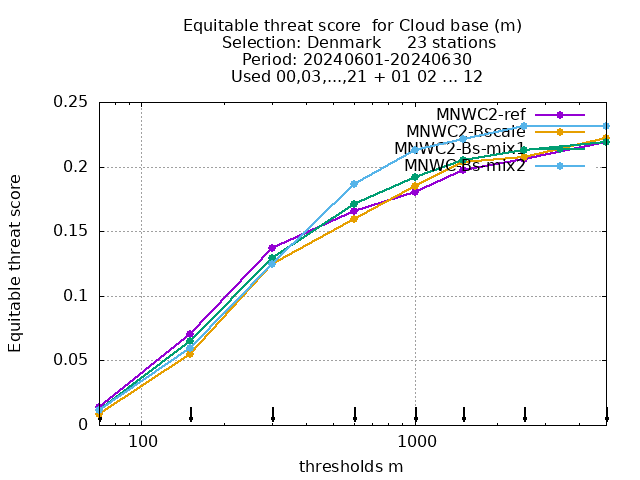 Equitable threat score  for Cloud base (m)
Selection: Denmark     23 stations
Period: 20240601-20240630
Used 00,03,...,21 + 01 02 ... 12
0.25
0.2
0.15
0.1
0.05
0
Equitable threat score
MNWC2-ref
MNWC2-Bscale
MNWC2-Bs-mix1
MNWC-Bs-mix2
100
1000
thresholds m